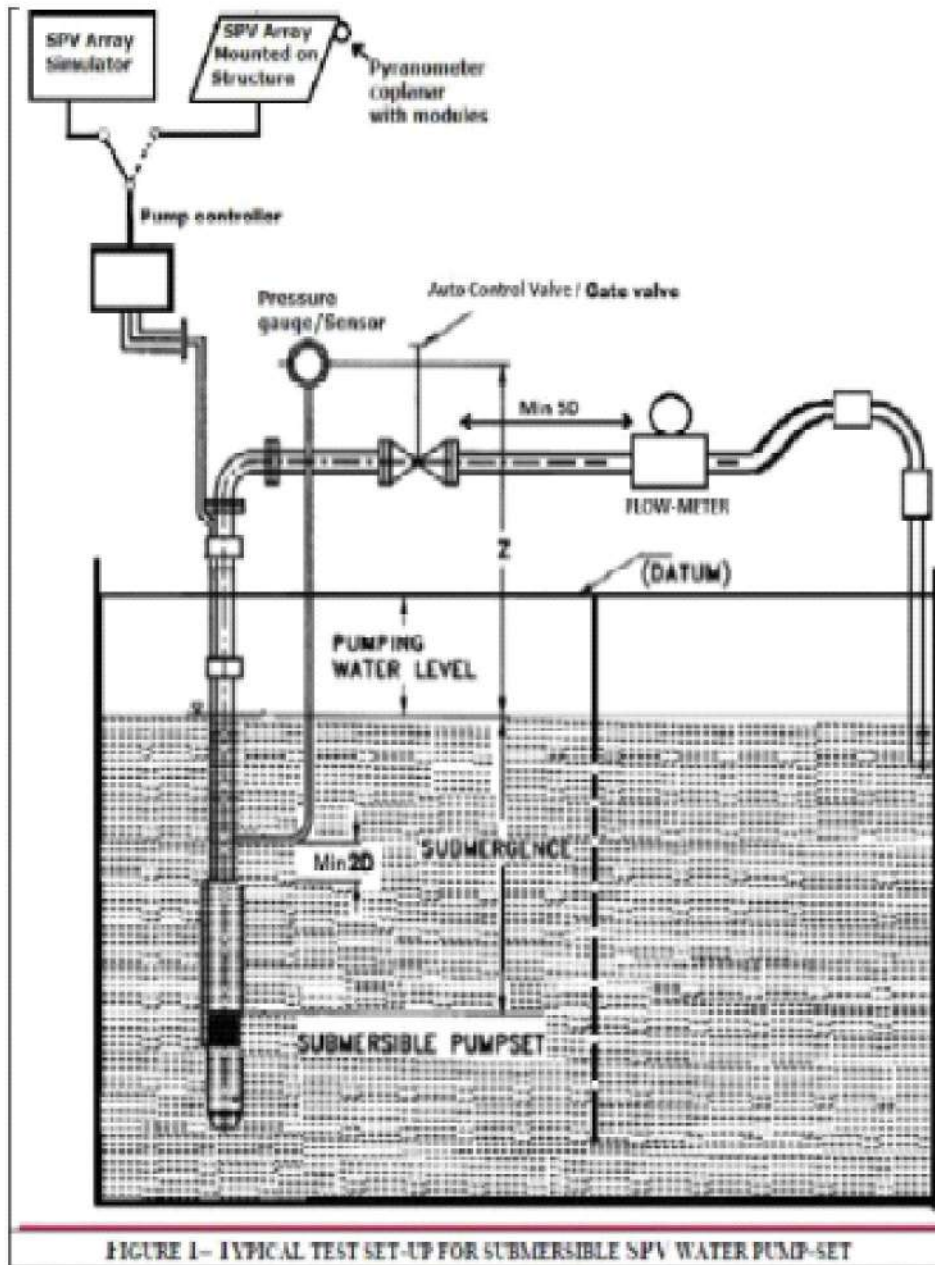 SPV Array
Simulator
SPV Array
Mounted on
Structure
Pyranometer
coplanar
with modules
Pump controller
Pressure
gauge/Sensor
Auto Control Valve / Gate valve
Min 5D
FLOW-METER
Z
(DATUM)
PUMPING
WATER LEVEL
SUBMERGENCE
Min 2D
SUBMERSIBLE PUMPSET
FIGURE 1– TYPICAL TEST SET-UP FOR SUBMERSIBLE SPV WATER PUMP-SET